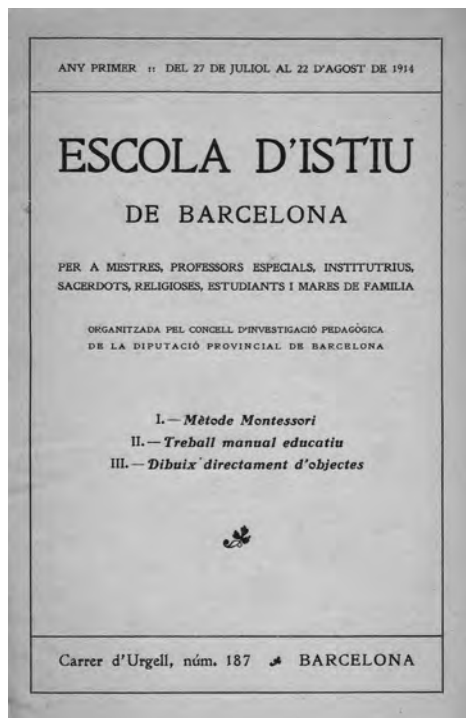 ANY PRIMER :: DEL 27 DE JULIOL AL 22 D'AGOST DE 1914
ESCOLA D'ISTIU
DE BARCELONA
PER A MESTRES, PROFESSORS ESPECIALS, INSTITUTRIUS,
SACERDOTS, RELIGIOSES, ESTUDIANTS I MARES DE FAMILIA
ORGANITZADA PEL CONCELL D'INVESTIGACIÓ PEDAGÒGICA
DE LA DIPUTACIÓ PROVINCIAL DE BARCELONA
I.—Mètode Montessori
II.—Treball manual educatiu
III.—Dibuix directament d'objectes
Carrer d'Urgell, núm. 187 BARCELONA